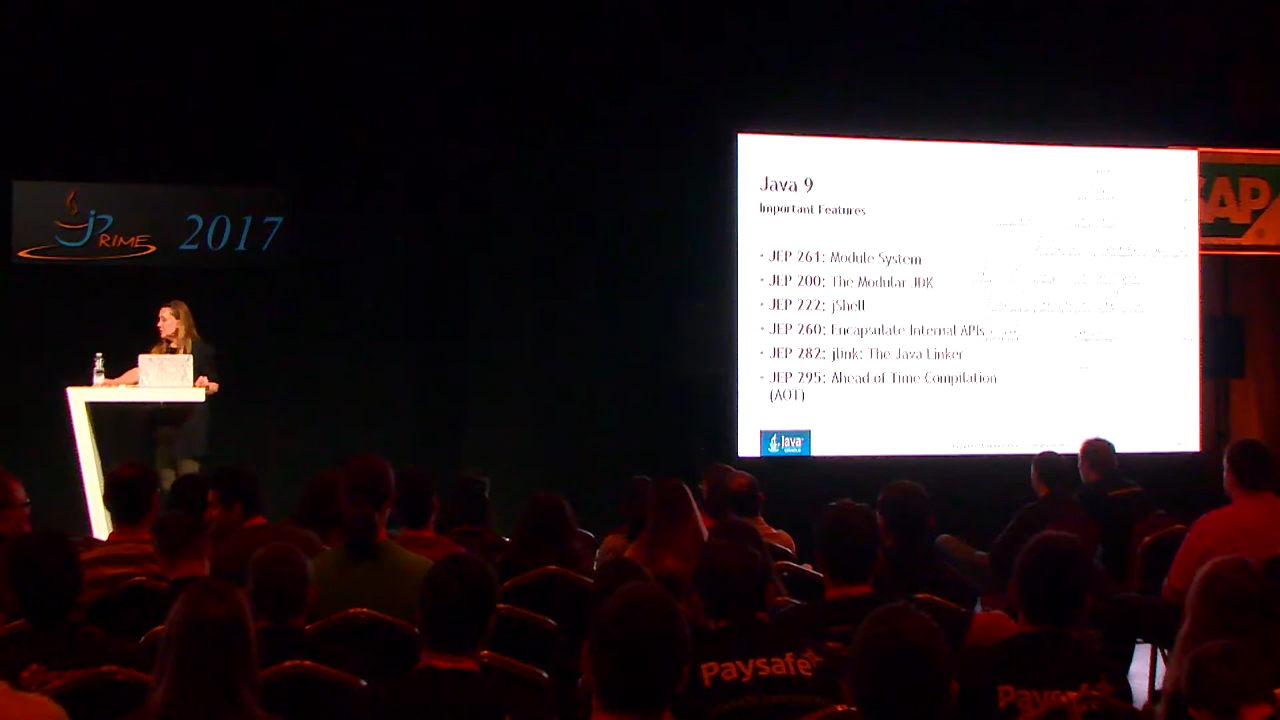 JPRIME 2017
Java 9
Important Features
• JEP 261: Module System
• JEP 200: The Modular JDK
• JEP 222: jShell
• JEP 260: Encapsulate Internal APIs
• JEP 282: jlink: The Java Linker
• JEP 295: Ahead of Time Compilation
(AOT)
Java
ORACLE
SAP
Paysafe
Paysafe